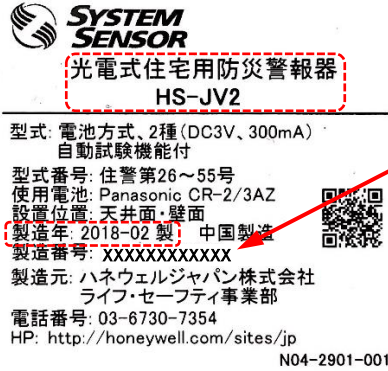 SYSTEM
SENSOR
光電式住宅用防災警報器
HS-JV2
型式: 電池方式、2種(DC3V、300mA)
自動試験機能付
型式番号: 住警第26~55号
使用電池: Panasonic CR-2/3AZ
設置位置: 天井面・壁面
製造年: 2018-02 製 中国製造
製造番号: XXXXXXXXXXXX
製造元: ハネウェルジャパン株式会社
ライフ・セーフティ事業部
電話番号: 03-6730-7354
HP: http://honeywell.com/sites/jp
N04-2901-001